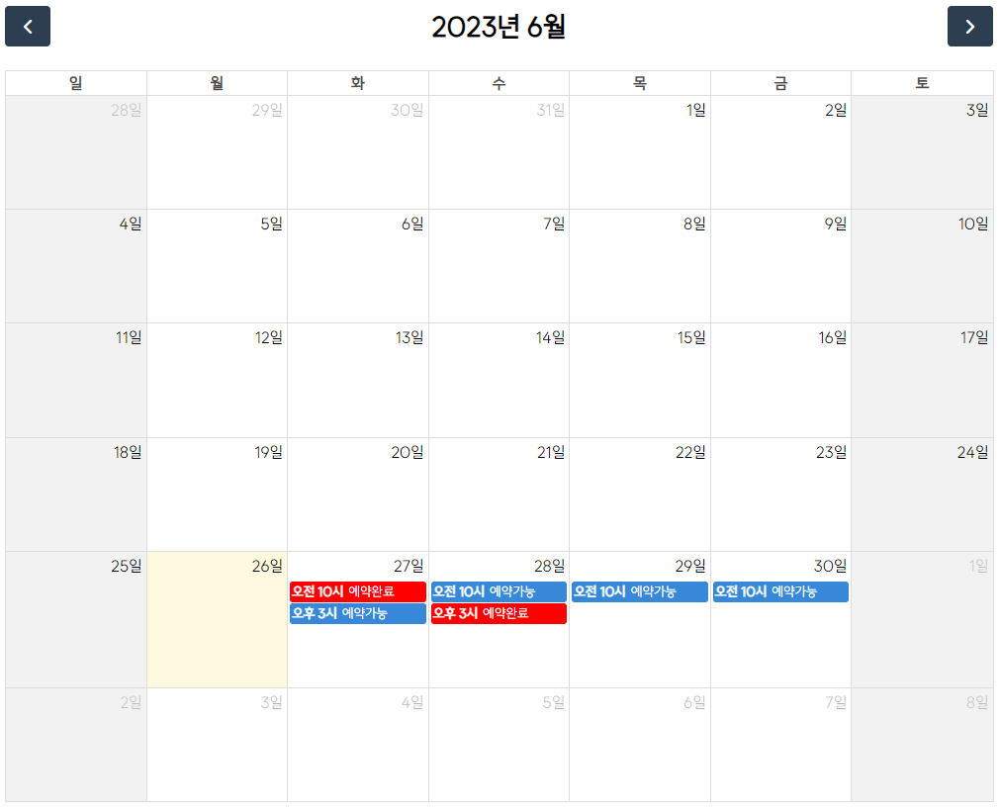 2023년 6월
일 월 화 수 목 금 토
28일 29일 30일 31일 1일 2일 3일
4일 5일 6일 7일 8일 9일 10일
11일 12일 13일 14일 15일 16일 17일
18일 19일 20일 21일 22일 23일 24일
25일 26일 27일 28일 29일 30일 1일
오전 10시 예약완료 오전 10시 예약가능 오전 10시 예약가능 오전 10시 예약가능
오후 3시 예약가능 오후 3시 예약완료
2일 3일 4일 5일 6일 7일 8일